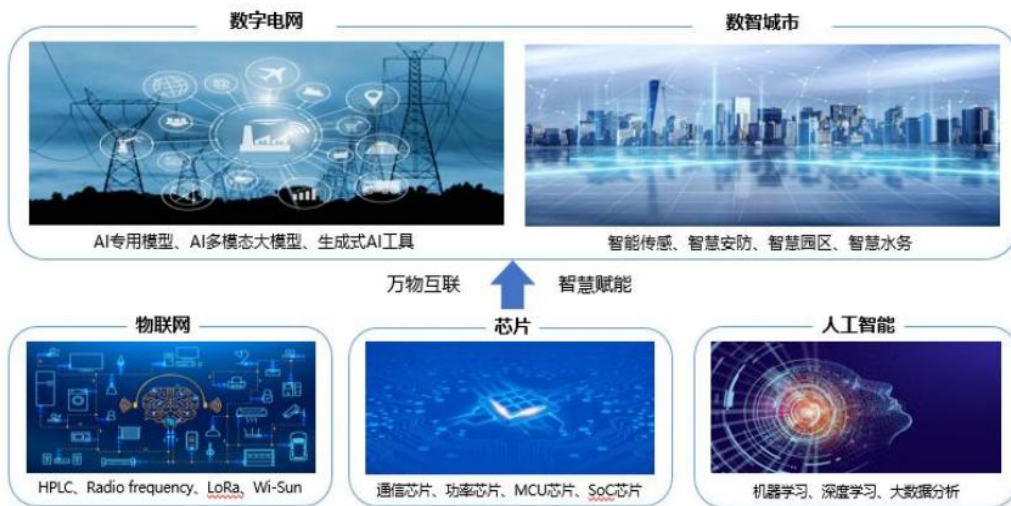 数字电网
数智城市
AI专用模型、AI多模态大模型、生成式AI工具
智能传感、智慧安防、智慧园区、智慧水务
万物互联
智慧赋能
物联网
芯片
人工智能
HPLC、Radio frequency、LoRa、Wi-Sun
通信芯片、功率芯片、MCU芯片、SoC芯片
机器学习、深度学习、大数据分析